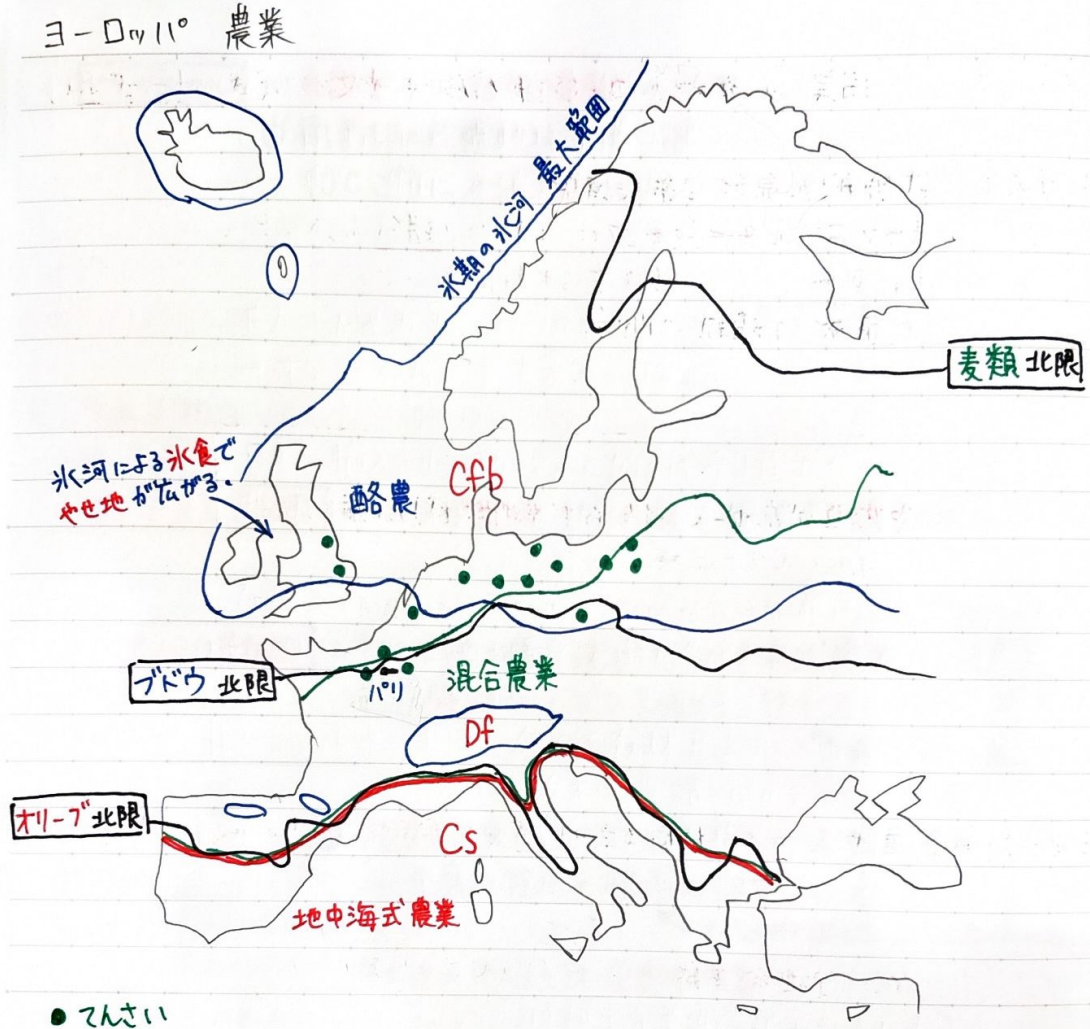 ヨーロッパ 農業
氷期の氷河 最大範囲
麦類 北限
氷河による氷食で
やせ地が広がる。
酪農
Cfb
ブドウ 北限
パリ
混合農業
Df
オリーブ 北限
Cs
地中海式農業
● てんさい